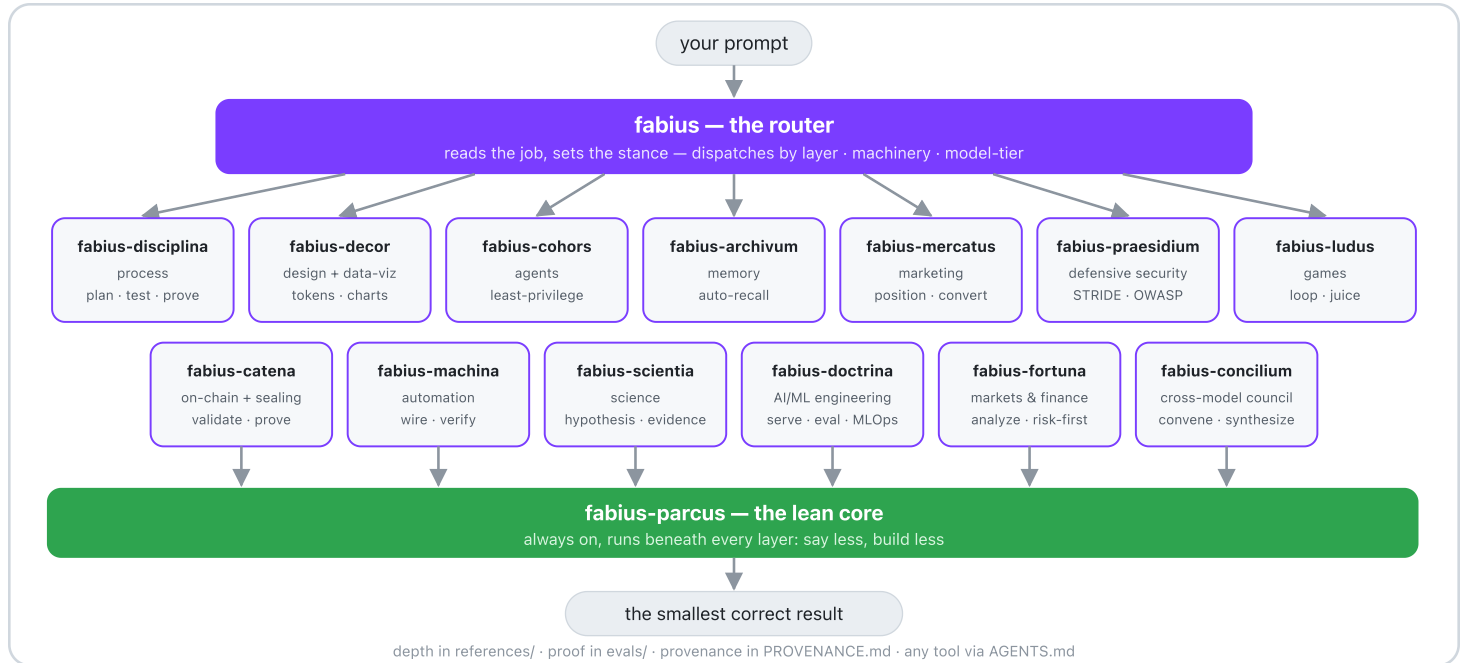 your prompt
fabius — the router
reads the job, sets the stance — dispatches by layer · machinery · model-tier
fabius-disciplina
process
plan · test · prove
fabius-decor
design + data-viz
tokens · charts
fabius-cohors
agents
least-privilege
fabius-archivum
memory
auto-recall
fabius-mercatus
marketing
position · convert
fabius-praesidium
defensive security
STRIDE · OWASP
fabius-ludus
games
loop · juice
fabius-catena
on-chain + sealing
validate · prove
fabius-machina
automation
wire · verify
fabius-scientia
science
hypothesis · evidence
fabius-doctrina
AI/ML engineering
serve · eval · MLOps
fabius-fortuna
markets & finance
analyze · risk-first
fabius-concilium
cross-model council
convene · synthesize
fabius-parcus — the lean core
always on, runs beneath every layer: say less, build less
the smallest correct result
depth in references/ · proof in evals/ · provenance in PROVENANCE.md · any tool via AGENTS.md